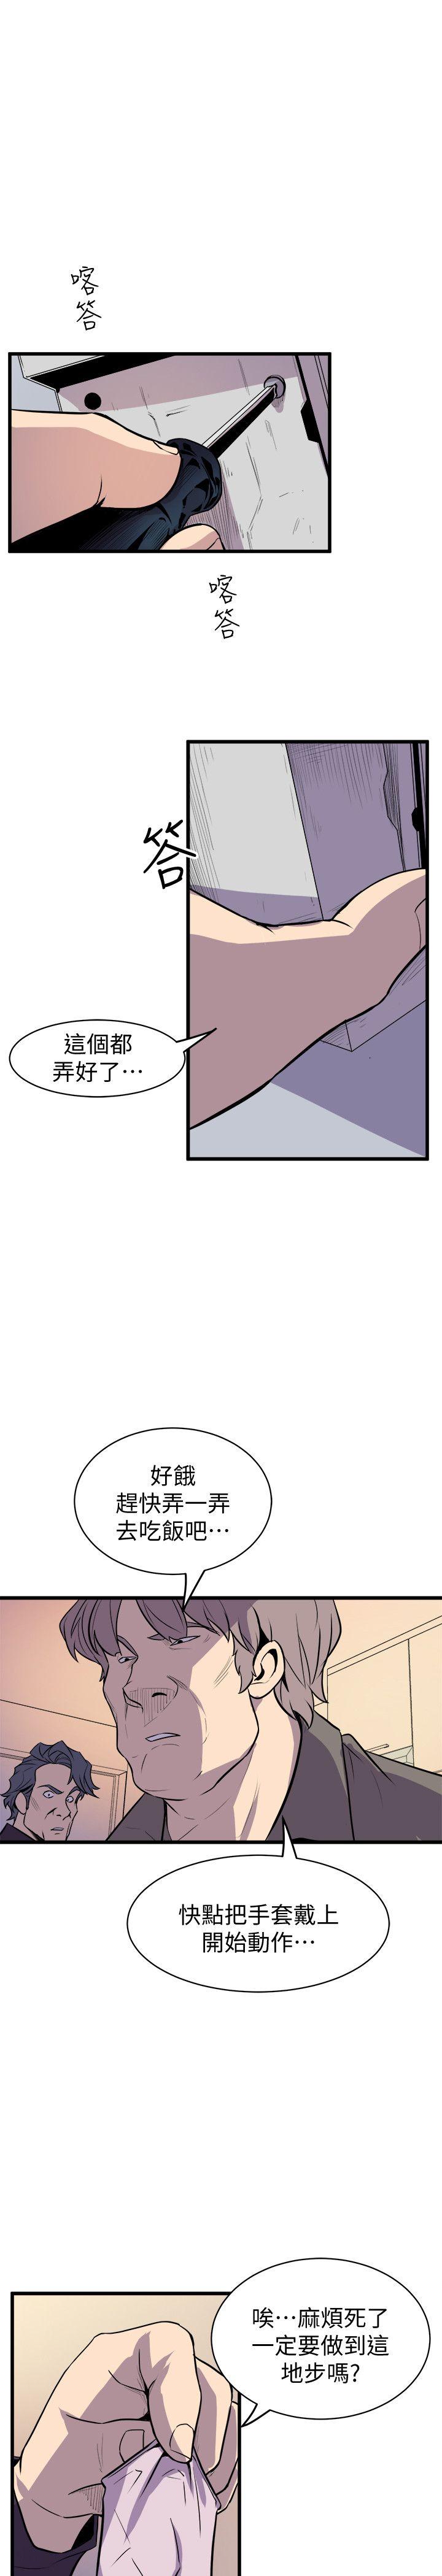 喀答
喀答
答
這個都
弄好了…
好餓
趕快弄一弄
去吃飯吧…
快點把手套戴上
開始動作…
唉…麻煩死了
一定要做到這
地步嗎?